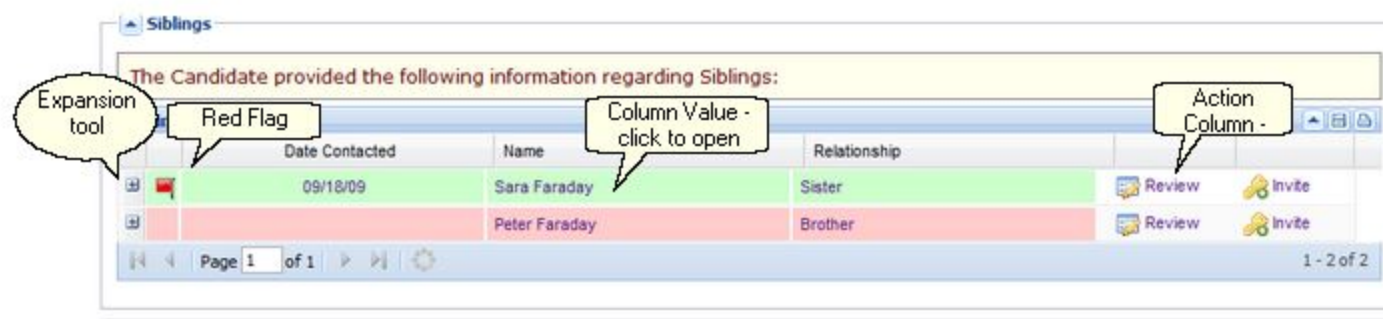 Siblings
The Candidate provided the following information regarding Siblings:
Expansion
tool
Red Flag
Column Value -
click to open
Action
Column -
Date Contacted Name Relationship
09/18/09 Sara Faraday Sister Review Invite
Peter Faraday Brother Review Invite
Page 1 of 1 1 - 2 of 2